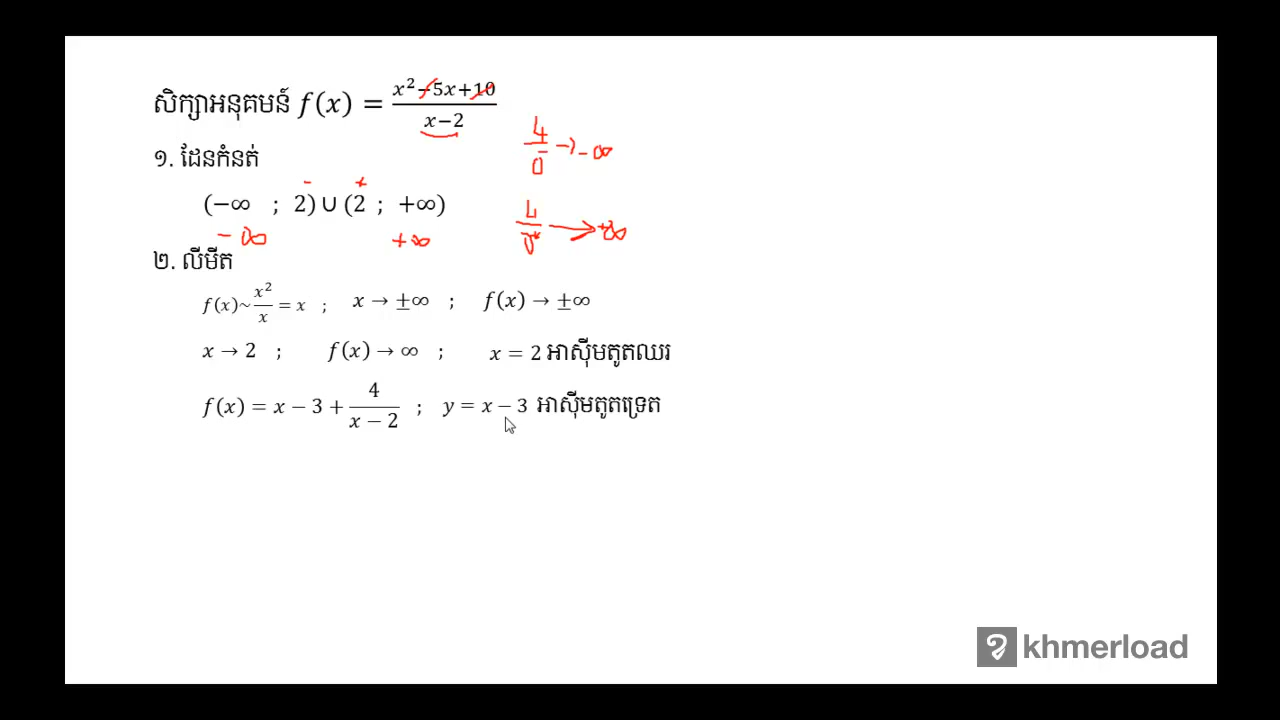 សិក្សាអនុគមន៍ f(x) = (x²−5x+10)/(x−2)
4/0⁻ → −∞
១. ដែនកំនត់
− +
(−∞ ; 2) ∪ (2 ; +∞)
4/0⁺ → +∞
−∞ +∞
២. លីមីត
f(x)~x²/x = x ; x → ±∞ ; f(x) → ±∞
x → 2 ; f(x) → ∞ ; x = 2 អាស៊ីមតូតឈរ
f(x) = x − 3 + 4/(x − 2) ; y = x − 3 អាស៊ីមតូតទ្រេត
khmerload